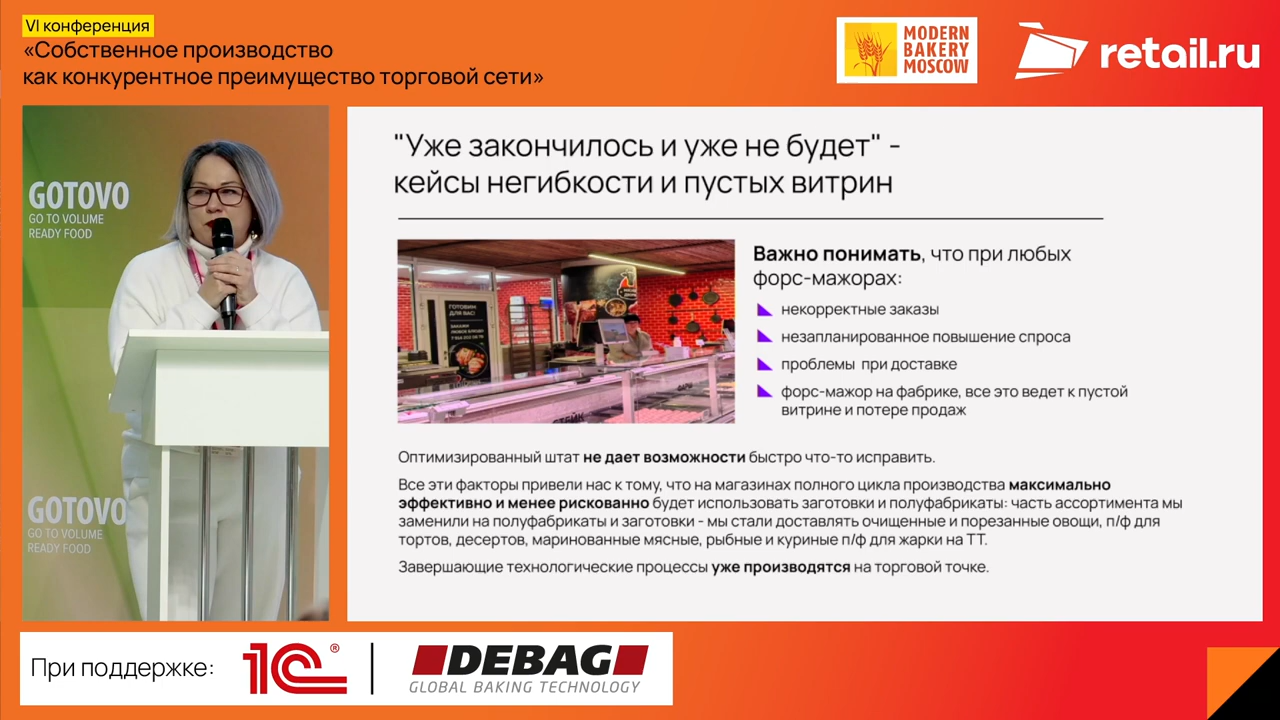 VI конференция
«Собственное производство
как конкурентное преимущество торговой сети»
MODERN
BAKERY
MOSCOW
retail.ru
GOTOVO
GO TO VOLUME
READY FOOD
GOTOVO
GO TO VOLUME
READY FOOD
"Уже закончилось и уже не будет" -
кейсы негибкости и пустых витрин
ГОТОВИМ
ДЛЯ ВАС!
Важно понимать, что при любых
форс-мажорах:
некорректные заказы
незапланированное повышение спроса
проблемы при доставке
форс-мажор на фабрике, все это ведет к пустой
витрине и потере продаж
Оптимизированный штат не дает возможности быстро что-то исправить.
Все эти факторы привели нас к тому, что на магазинах полного цикла производства максимально
эффективно и менее рискованно будет использовать заготовки и полуфабрикаты: часть ассортимента мы
заменили на полуфабрикаты и заготовки - мы стали доставлять очищенные и порезанные овощи, п/ф для
тортов, десертов, маринованные мясные, рыбные и куриные п/ф для жарки на ТТ.
Завершающие технологические процессы уже производятся на торговой точке.
При поддержке:
1С®
DEBAG
GLOBAL BAKING TECHNOLOGY